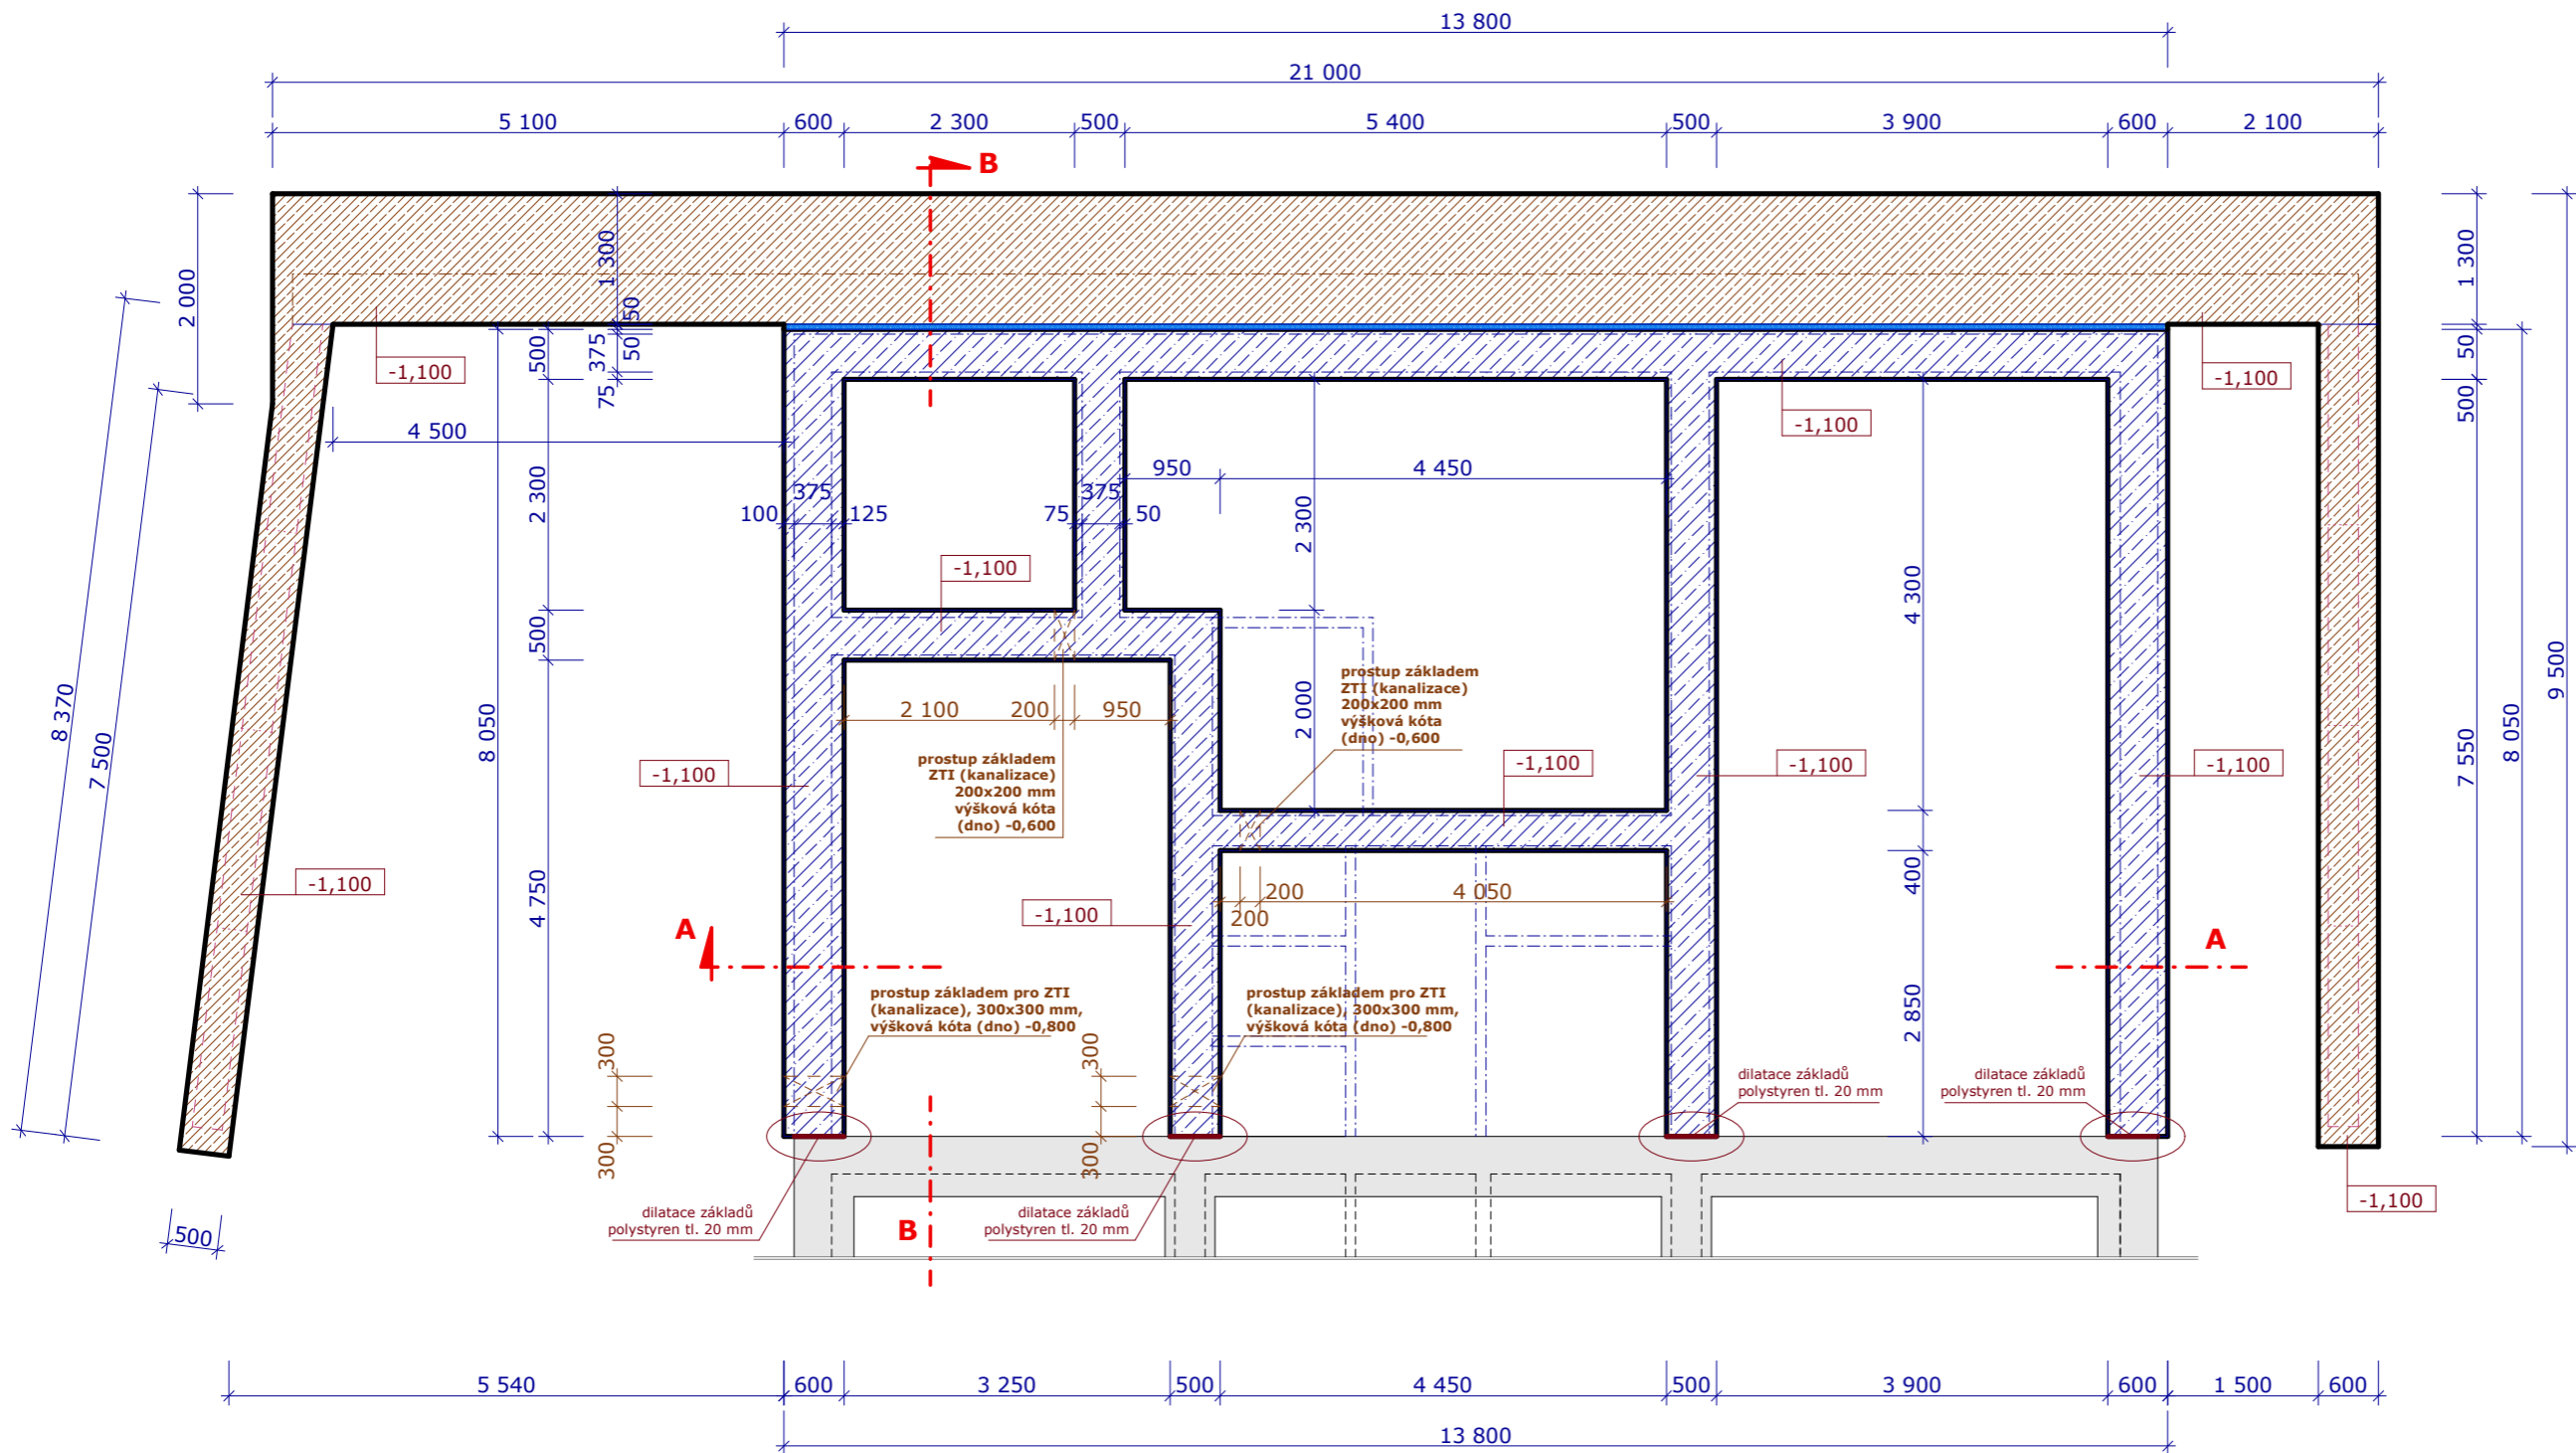 13 800
21 000
5 100
600
2 300
500
5 400
500
3 900
600
2 100
B
2 000
1 300
50
375
50
75
500
2 300
500
4 750
8 050
8 370
7 500
500
-1,100
4 500
100
375
125
75
375
50
950
4 450
2 300
2 000
4 300
400
2 850
-1,100
-1,100
-1,100
1 300
50
500
7 550
8 050
9 500
-1,100
-1,100
-1,100
-1,100
-1,100
-1,100
-1,100
2 100
200
950
prostup základem
ZTI (kanalizace)
200x200 mm
výšková kóta
(dno) -0,600
prostup základem
ZTI (kanalizace)
200x200 mm
výšková kóta
(dno) -0,600
200
200
4 050
A
A
prostup základem pro ZTI
(kanalizace), 300x300 mm,
výšková kóta (dno) -0,800
prostup základem pro ZTI
(kanalizace), 300x300 mm,
výšková kóta (dno) -0,800
300
300
300
300
dilatace základů
polystyren tl. 20 mm
dilatace základů
polystyren tl. 20 mm
dilatace základů
polystyren tl. 20 mm
dilatace základů
polystyren tl. 20 mm
B
5 540
600
3 250
500
4 450
500
3 900
600
1 500
600
13 800